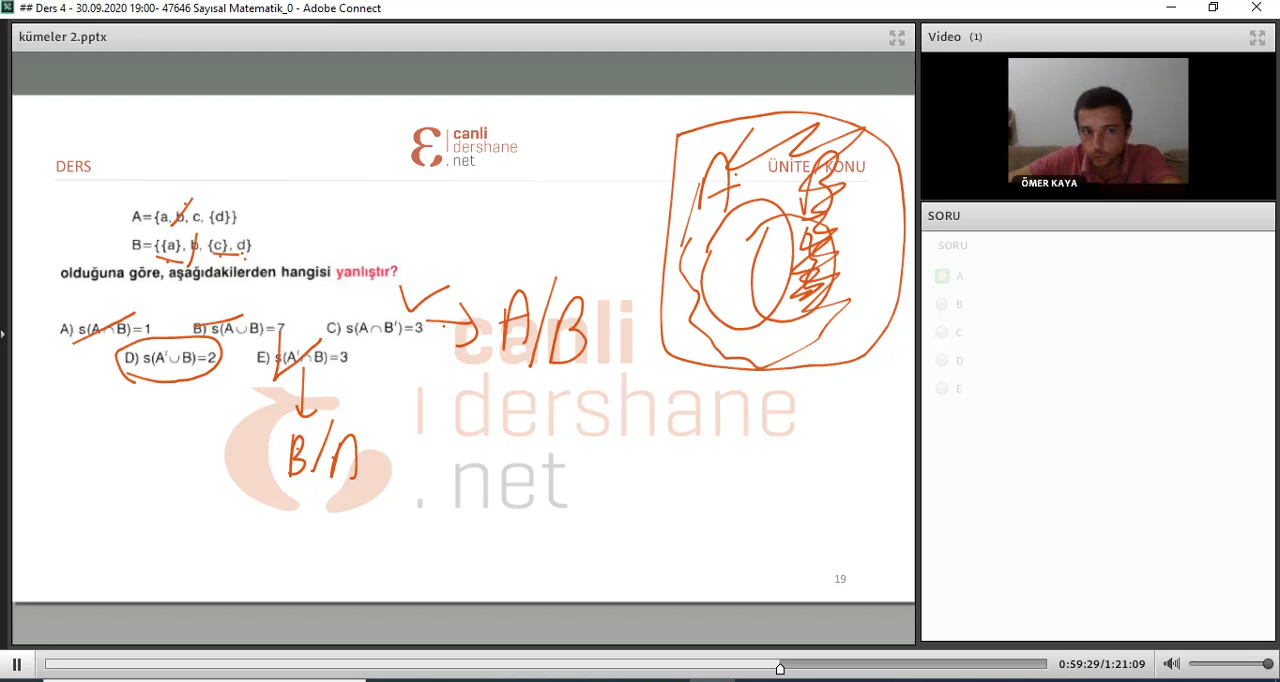 ## Ders 4 - 30.09.2020 19:00- 47646 Sayısal Matematik_0 - Adobe Connect
kümeler 2.pptx
Video (1)
canli
dershane
.net
DERS
ÜNİTE / KONU
A
B
ÖMER KAYA
A={a, b, c, {d}}
B={{a}, b, {c}, d}
olduğuna göre, aşağıdakilerden hangisi yanlıştır?
A) s(A∩B)=1 B) s(A∪B)=7 C) s(A∩B')=3
A/B
D) s(A'∪B)=2 E) s(A'∩B)=3
B/A
canli
dershane
.net
19
SORU
SORU
A
B
C
D
E
0:59:29/1:21:09